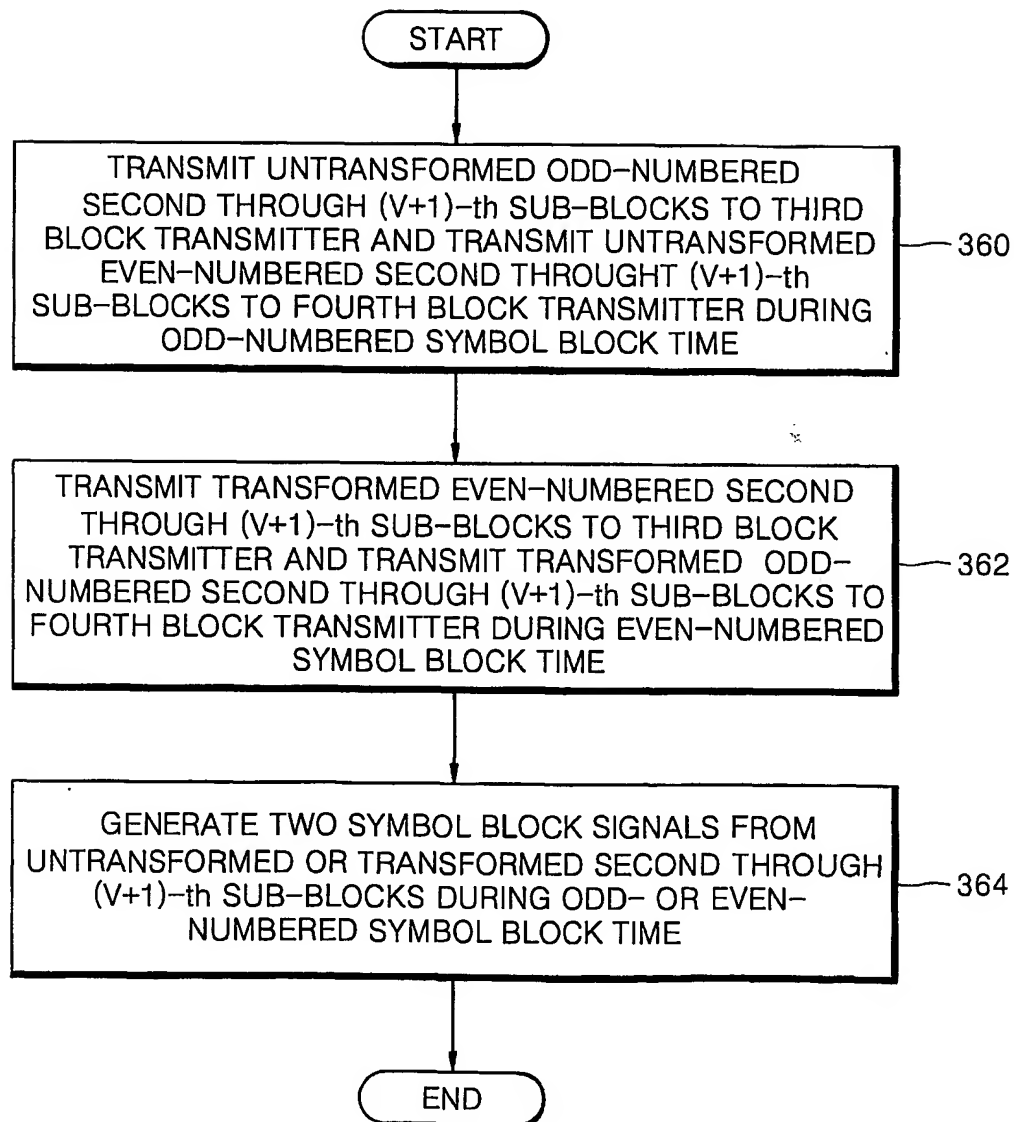 START
TRANSMIT UNTRANSFORMED ODD-NUMBERED
SECOND THROUGH (V+1)-th SUB-BLOCKS TO THIRD
BLOCK TRANSMITTER AND TRANSMIT UNTRANSFORMED
EVEN-NUMBERED SECOND THROUGHT (V+1)-th
SUB-BLOCKS TO FOURTH BLOCK TRANSMITTER DURING
ODD-NUMBERED SYMBOL BLOCK TIME
360
TRANSMIT TRANSFORMED EVEN-NUMBERED SECOND
THROUGH (V+1)-th SUB-BLOCKS TO THIRD BLOCK
TRANSMITTER AND TRANSMIT TRANSFORMED ODD-
NUMBERED SECOND THROUGH (V+1)-th SUB-BLOCKS TO
FOURTH BLOCK TRANSMITTER DURING EVEN-NUMBERED
SYMBOL BLOCK TIME
362
GENERATE TWO SYMBOL BLOCK SIGNALS FROM
UNTRANSFORMED OR TRANSFORMED SECOND THROUGH
(V+1)-th SUB-BLOCKS DURING ODD- OR EVEN-
NUMBERED SYMBOL BLOCK TIME
364
END